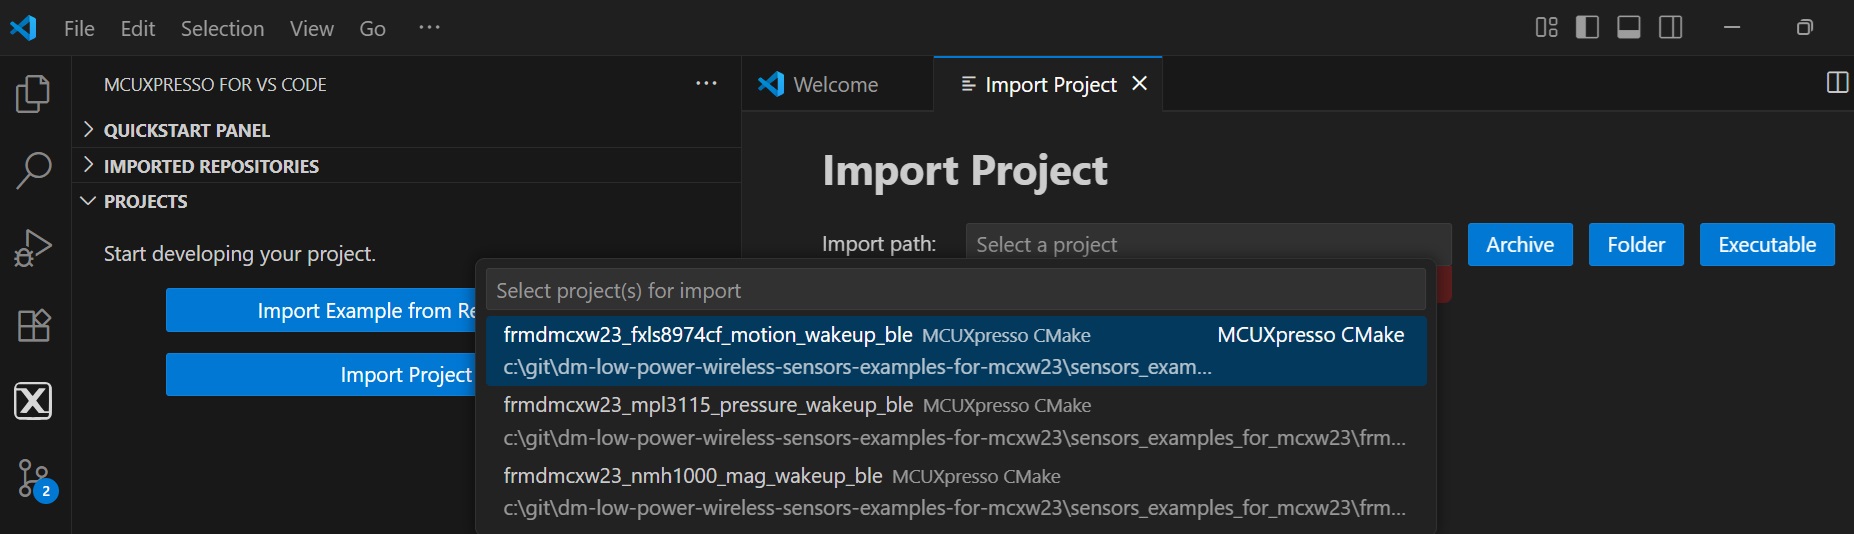 File Edit Selection View Go ...
MCUXPRESSO FOR VS CODE ...
Welcome
Import Project
QUICKSTART PANEL
IMPORTED REPOSITORIES
PROJECTS
Start developing your project.
Import Example from Re
Import Project
2
Import Project
Import path: Select a project Archive Folder Executable
Select project(s) for import
frmdmcxw23_fxls8974cf_motion_wakeup_ble MCUXpresso CMake MCUXpresso CMake
c:\git\dm-low-power-wireless-sensors-examples-for-mcxw23\sensors_exam...
frmdmcxw23_mpl3115_pressure_wakeup_ble MCUXpresso CMake
c:\git\dm-low-power-wireless-sensors-examples-for-mcxw23\sensors_examples_for_mcxw23\frm...
frmdmcxw23_nmh1000_mag_wakeup_ble MCUXpresso CMake
c:\git\dm-low-power-wireless-sensors-examples-for-mcxw23\sensors_examples_for_mcxw23\frm...